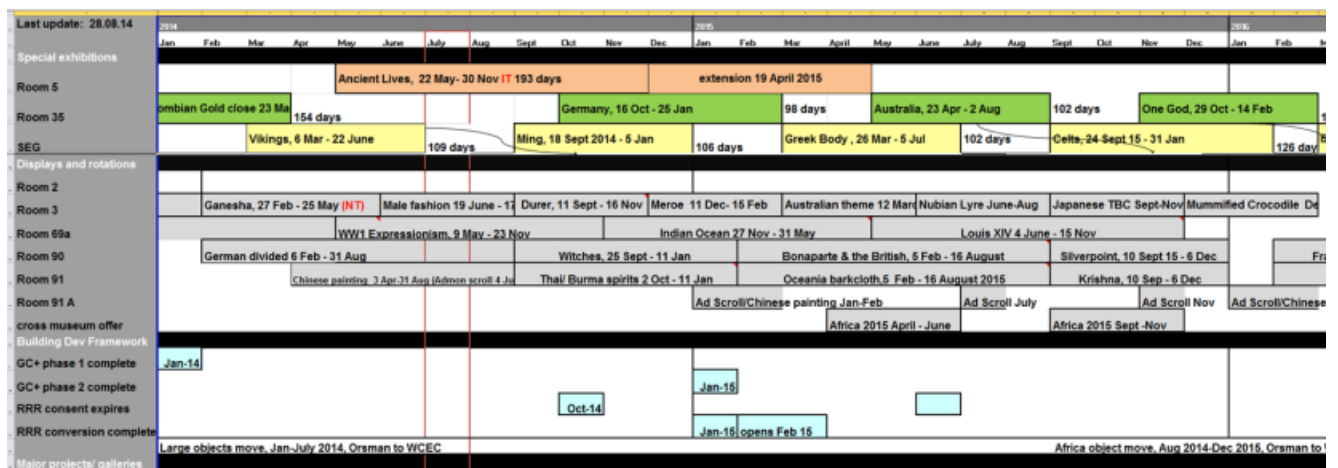 Last update: 28.08.14
2014 2015 2016
Jan Feb Mar Apr May June July Aug Sept Oct Nov Dec Jan Feb Mar April May June July Aug Sept Oct Nov Dec Jan Feb
Special exhibitions
Room 5 Ancient Lives, 22 May- 30 Nov IT 193 days extension 19 April 2015
Room 35 ombian Gold close 23 Ma 154 days Germany, 16 Oct - 25 Jan 98 days Australia, 23 Apr - 2 Aug 102 days One God, 29 Oct - 14 Feb
SEG Vikings, 6 Mar - 22 June 109 days Ming, 18 Sept 2014 - 5 Jan 106 days Greek Body , 26 Mar - 5 Jul 102 days Celts, 24 Sept 15 - 31 Jan 126 day
Displays and rotations
Room 2
Room 3 Ganesha, 27 Feb - 25 May (NT) Male fashion 19 June - 17 Durer, 11 Sept - 16 Nov Meroe 11 Dec- 15 Feb Australian theme 12 Marc Nubian Lyre June-Aug Japanese TBC Sept-Nov Mummified Crocodile De
Room 69a WW1 Expressionism, 9 May - 23 Nov Indian Ocean 27 Nov - 31 May Louis XIV 4 June - 15 Nov
Room 90 German divided 6 Feb - 31 Aug Witches, 25 Sept - 11 Jan Bonaparte & the British, 5 Feb - 16 August Silverpoint, 10 Sept 15 - 6 Dec Fra
Room 91 Chinese painting 3 Apr-31 Aug (Admon scroll 4 Ju Thai/ Burma spirits 2 Oct - 11 Jan Oceania barkcloth,5 Feb - 16 August 2015 Krishna, 10 Sep - 6 Dec
Room 91 A Ad Scroll/Chinese painting Jan-Feb Ad Scroll July Ad Scroll Nov Ad Scroll/Chinese
cross museum offer Africa 2015 April - June Africa 2015 Sept -Nov
Building Dev Framework
GC+ phase 1 complete Jan-14
GC+ phase 2 complete Jan-15
RRR consent expires Oct-14
RRR conversion complete Jan-15 opens Feb 15
Large objects move, Jan-July 2014, Orsman to WCEC Africa object move, Aug 2014-Dec 2015, Orsman to
Major projects/ galleries